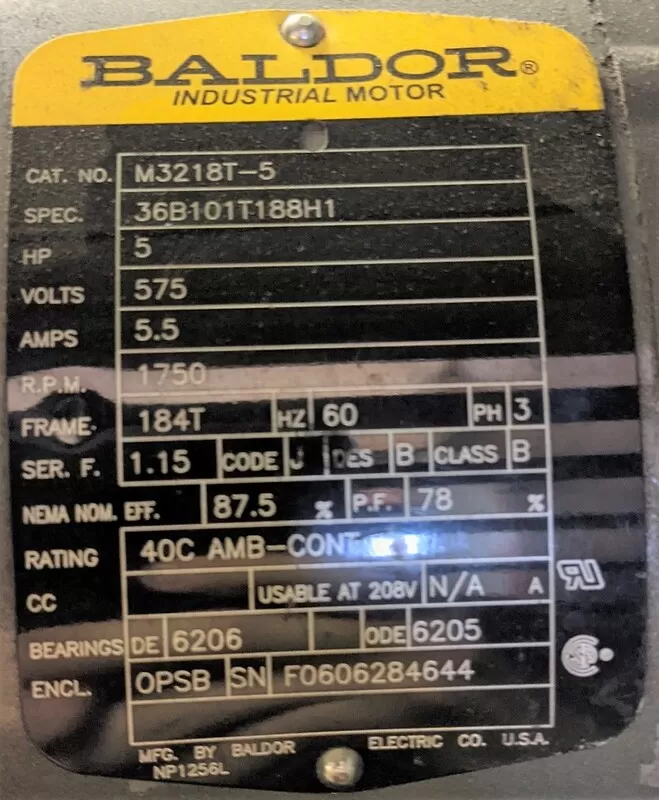 BALDOR®
INDUSTRIAL MOTOR
CAT. NO. M3218T-5
SPEC. 36B101T188H1
HP 5
VOLTS 575
AMPS 5.5
R.P.M. 1750
FRAME 184T HZ 60 PH 3
SER. F. 1.15 CODE J DES B CLASS B
NEMA NOM. EFF. 87.5 % P.F. 78 %
RATING 40C AMB-CONT
CC USABLE AT 208V N/A A
BEARINGS DE 6206 ODE 6205
ENCL. OPSB SN F0606284644
MFG. BY BALDOR ELECTRIC CO. U.S.A.
NP1256L